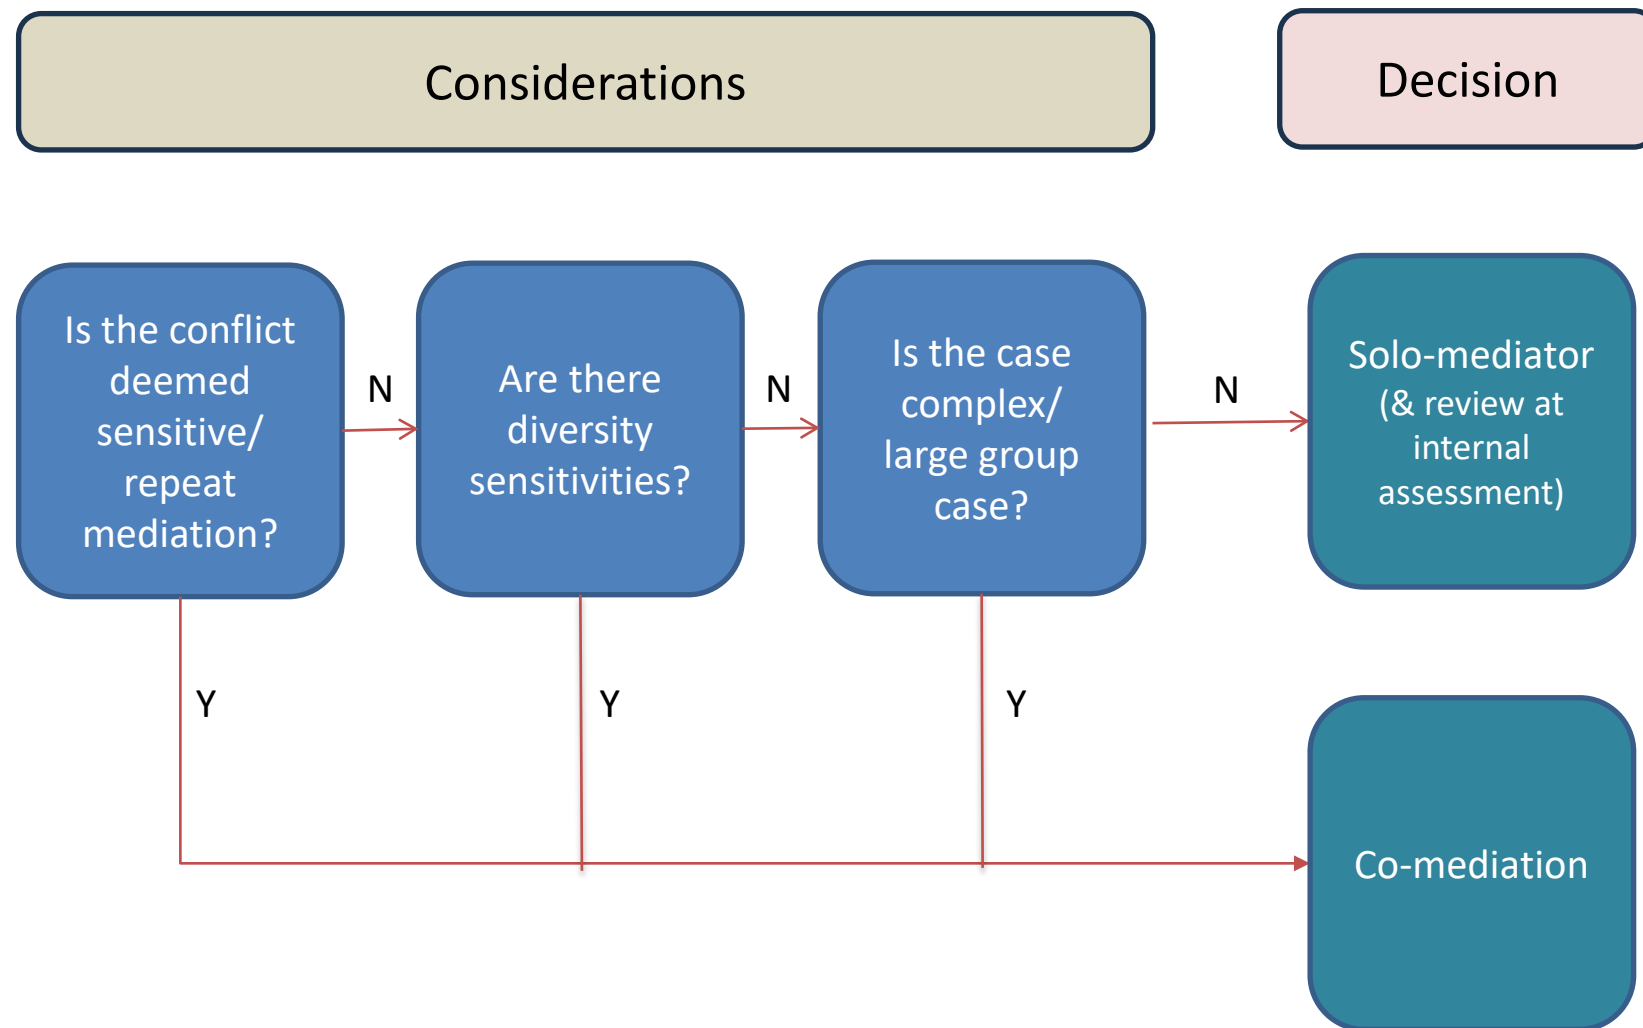 Considerations
Decision
Is the conflict
deemed
sensitive/
repeat
mediation?
N
Are there
diversity
sensitivities?
N
Is the case
complex/
large group
case?
N
Solo-mediator
(& review at
internal
assessment)
Y
Y
Y
Co-mediation